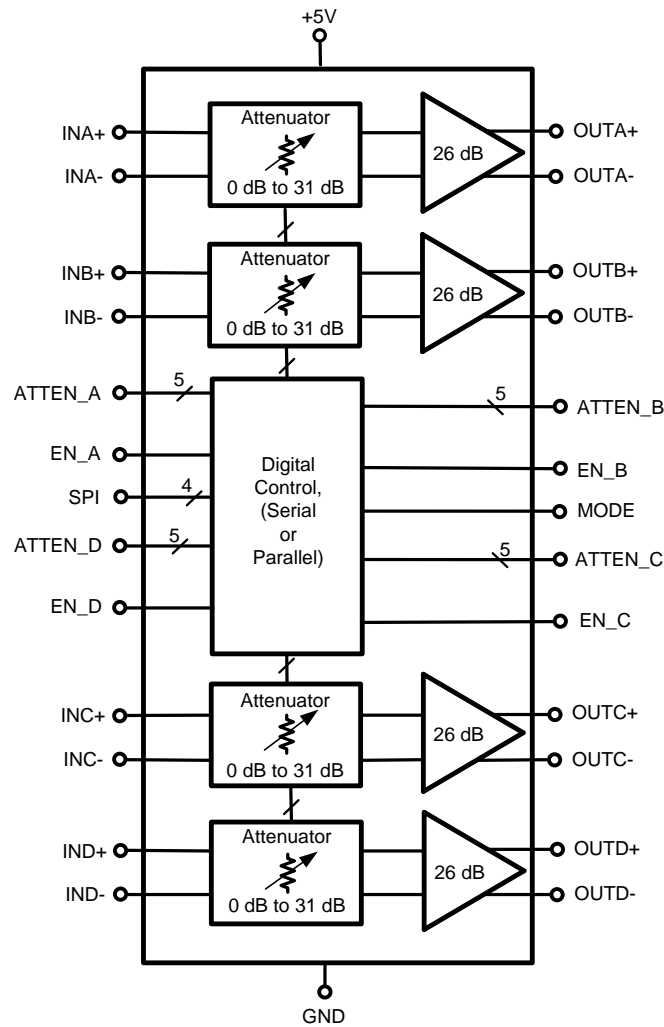 +5V
INA+
INA-
Attenuator
0 dB to 31 dB
26 dB
OUTA+
OUTA-
INB+
INB-
Attenuator
0 dB to 31 dB
26 dB
OUTB+
OUTB-
ATTEN_A
5
EN_A
SPI
4
ATTEN_D
5
EN_D
Digital
Control,
(Serial
or
Parallel)
5
ATTEN_B
EN_B
MODE
5
ATTEN_C
EN_C
INC+
INC-
Attenuator
0 dB to 31 dB
26 dB
OUTC+
OUTC-
IND+
IND-
Attenuator
0 dB to 31 dB
26 dB
OUTD+
OUTD-
GND